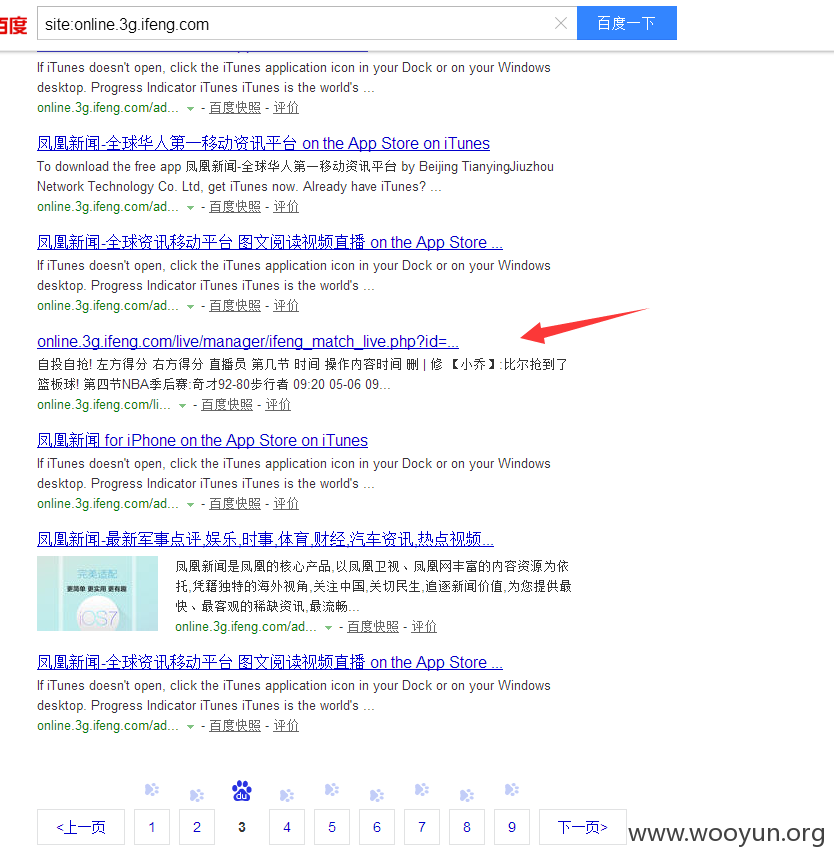 百度
site:online.3g.ifeng.com
百度一下
If iTunes doesn't open, click the iTunes application icon in your Dock or on your Windows
desktop. Progress Indicator iTunes iTunes is the world's ...
online.3g.ifeng.com/ad... - 百度快照 - 评价
凤凰新闻-全球华人第一移动资讯平台 on the App Store on iTunes
To download the free app 凤凰新闻-全球华人第一移动资讯平台 by Beijing TianyingJiuzhou
Network Technology Co. Ltd, get iTunes now. Already have iTunes? ...
online.3g.ifeng.com/ad... - 百度快照 - 评价
凤凰新闻-全球资讯移动平台 图文阅读视频直播 on the App Store ...
If iTunes doesn't open, click the iTunes application icon in your Dock or on your Windows
desktop. Progress Indicator iTunes iTunes is the world's ...
online.3g.ifeng.com/ad... - 百度快照 - 评价
online.3g.ifeng.com/live/manager/ifeng_match_live.php?id=...
自投自抢! 左方得分 右方得分 直播员 第几节 时间 操作内容时间 删 | 修 【小乔】:比尔抢到了
篮板球! 第四节NBA季后赛:奇才92-80步行者 09:20 05-06 09...
online.3g.ifeng.com/li... - 百度快照 - 评价
凤凰新闻 for iPhone on the App Store on iTunes
If iTunes doesn't open, click the iTunes application icon in your Dock or on your Windows
desktop. Progress Indicator iTunes iTunes is the world's ...
online.3g.ifeng.com/ad... - 百度快照 - 评价
凤凰新闻-最新军事点评,娱乐,时事,体育,财经,汽车资讯,热点视频...
完美适配
更简单 更实用 更有趣
iOS7
凤凰新闻是凤凰的核心产品,以凤凰卫视、凤凰网丰富的内容资源为依
托,凭籍独特的海外视角,关注中国,关切民生,追逐新闻价值,为您提供最
快、最客观的稀缺资讯,最流畅...
online.3g.ifeng.com/ad... - 百度快照 - 评价
凤凰新闻-全球资讯移动平台 图文阅读视频直播 on the App Store ...
If iTunes doesn't open, click the iTunes application icon in your Dock or on your Windows
desktop. Progress Indicator iTunes iTunes is the world's ...
online.3g.ifeng.com/ad... - 百度快照 - 评价
du
<上一页 1 2 3 4 5 6 7 8 9 下一页>
www.wooyun.org